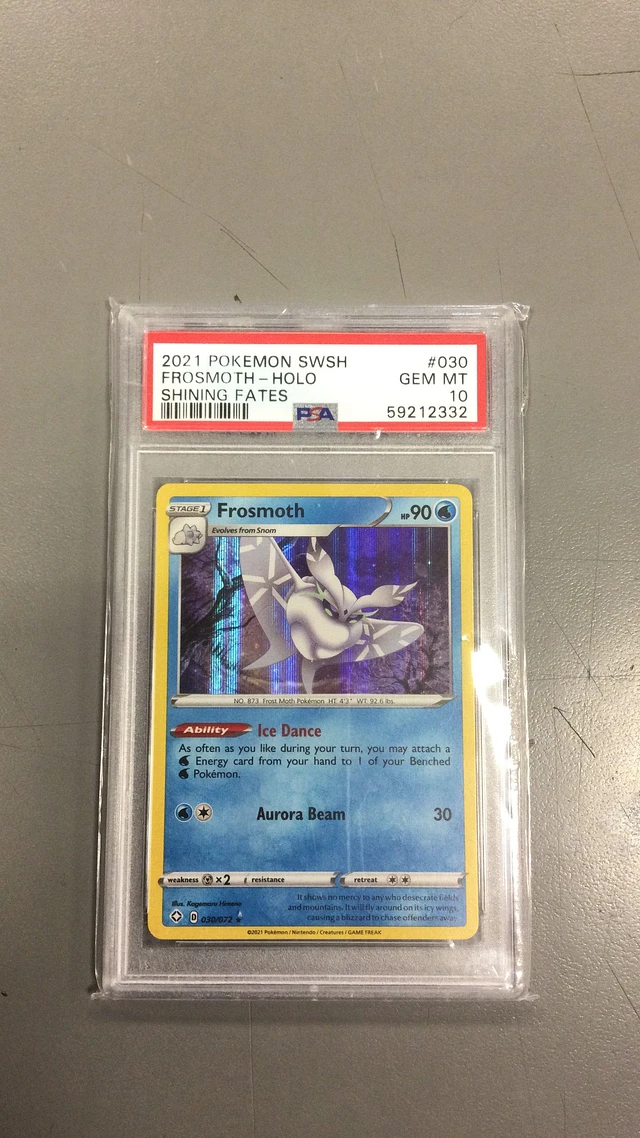 2021 POKEMON SWSH #030
FROSMOTH - HOLO GEM MT
SHINING FATES 10
PSA 59212332
STAGE 1 Frosmoth HP 90
Evolves from Snom
NO. 873 Frost Moth Pokémon HT: 4'3" WT: 92.6 lbs.
Ability Ice Dance
As often as you like during your turn, you may attach a
Energy card from your hand to 1 of your Benched
Pokémon.
Aurora Beam 30
weakness ×2 resistance retreat
Illus. Kagemaru Himeno
It shows no mercy to any who desecrate fields
and mountains. It will fly around on its icy wings,
causing a blizzard to chase offenders away.
D 030/072
©2021 Pokémon / Nintendo / Creatures / GAME FREAK